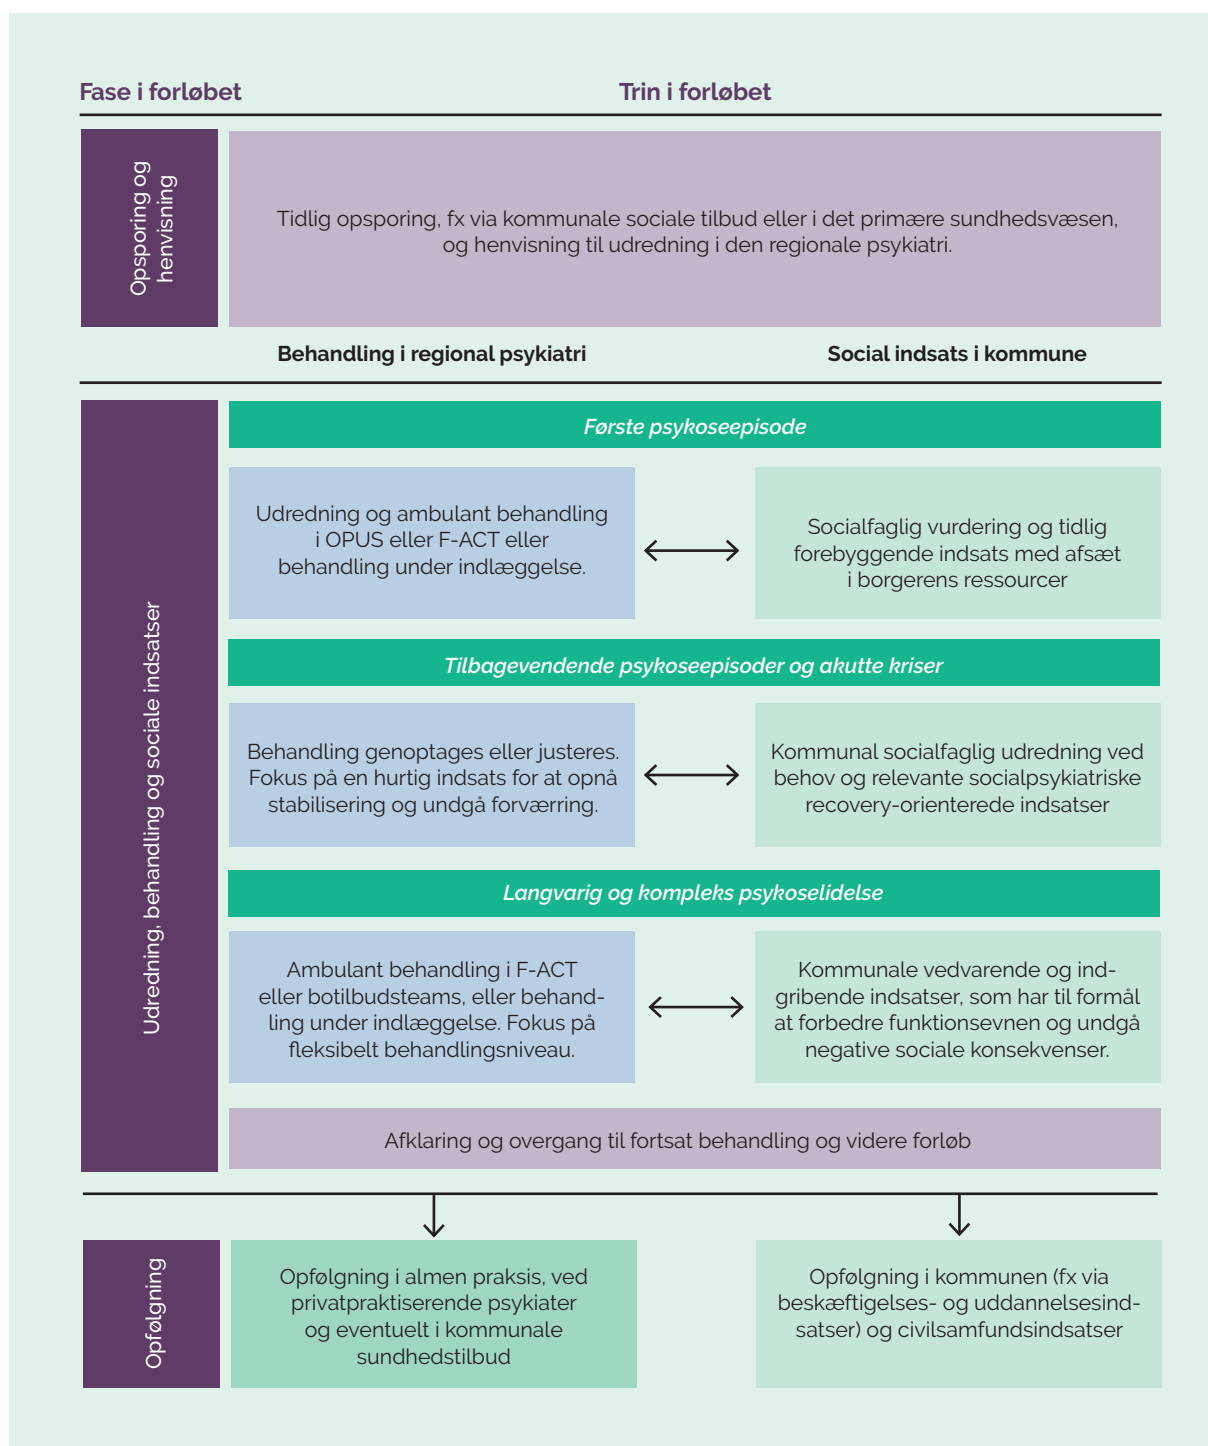 Fase i forløbet
Trin i forløbet
Opsporing og
henvisning
Tidlig opsporing, fx via kommunale sociale tilbud eller i det primære sundhedsvæsen,
og henvisning til udredning i den regionale psykiatri.
Behandling i regional psykiatri
Social indsats i kommune
Udredning, behandling og sociale indsatser
Første psykoseepisode
Udredning og ambulant behandling
i OPUS eller F-ACT eller
behandling under indlæggelse.
Socialfaglig vurdering og tidlig
forebyggende indsats med afsæt
i borgerens ressourcer
Tilbagevendende psykoseepisoder og akutte kriser
Behandling genoptages eller justeres.
Fokus på en hurtig indsats for at opnå
stabilisering og undgå forværring.
Kommunal socialfaglig udredning ved
behov og relevante socialpsykiatriske
recovery-orienterede indsatser
Langvarig og kompleks psykoselidelse
Ambulant behandling i F-ACT
eller botilbudsteams, eller behand-
ling under indlæggelse. Fokus på
fleksibelt behandlingsniveau.
Kommunale vedvarende og ind-
gribende indsatser, som har til formål
at forbedre funktionsevnen og undgå
negative sociale konsekvenser.
Afklaring og overgang til fortsat behandling og videre forløb
Opfølgning
Opfølgning i almen praksis, ved
privatpraktiserende psykiater
og eventuelt i kommunale
sundhedstilbud
Opfølgning i kommunen (fx via
beskæftigelses- og uddannelsesind-
satser) og civilsamfundsindsatser